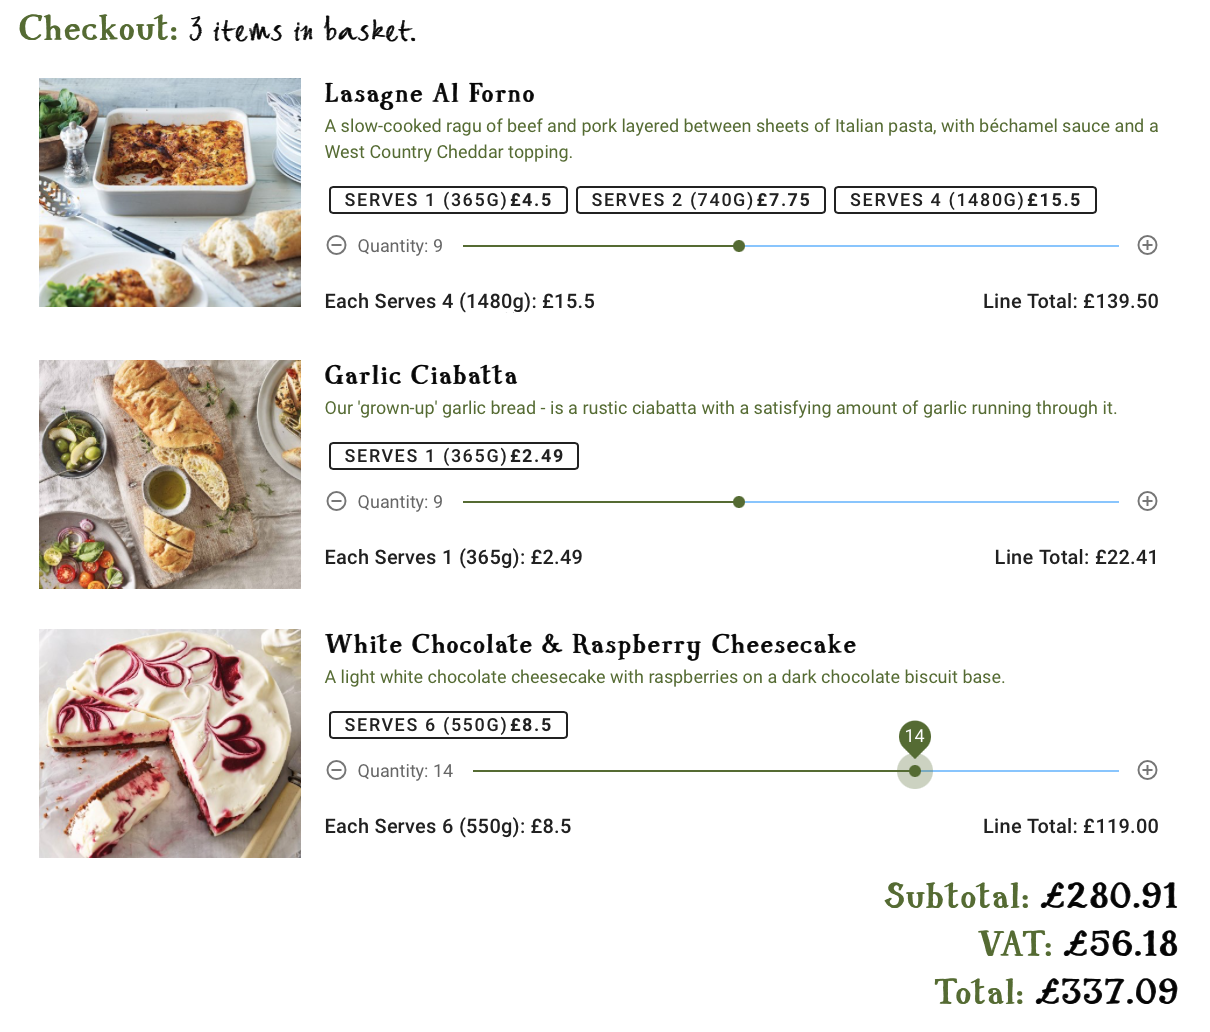 Checkout: 3 items in basket.
Lasagne Al Forno
A slow-cooked ragu of beef and pork layered between sheets of Italian pasta, with béchamel sauce and a
West Country Cheddar topping.
SERVES 1 (365G) £4.5 SERVES 2 (740G) £7.75 SERVES 4 (1480G) £15.5
Quantity: 9
Each Serves 4 (1480g): £15.5 Line Total: £139.50
Garlic Ciabatta
Our 'grown-up' garlic bread - is a rustic ciabatta with a satisfying amount of garlic running through it.
SERVES 1 (365G) £2.49
Quantity: 9
Each Serves 1 (365g): £2.49 Line Total: £22.41
White Chocolate & Raspberry Cheesecake
A light white chocolate cheesecake with raspberries on a dark chocolate biscuit base.
SERVES 6 (550G) £8.5
14
Quantity: 14
Each Serves 6 (550g): £8.5 Line Total: £119.00
Subtotal: £280.91
VAT: £56.18
Total: £337.09